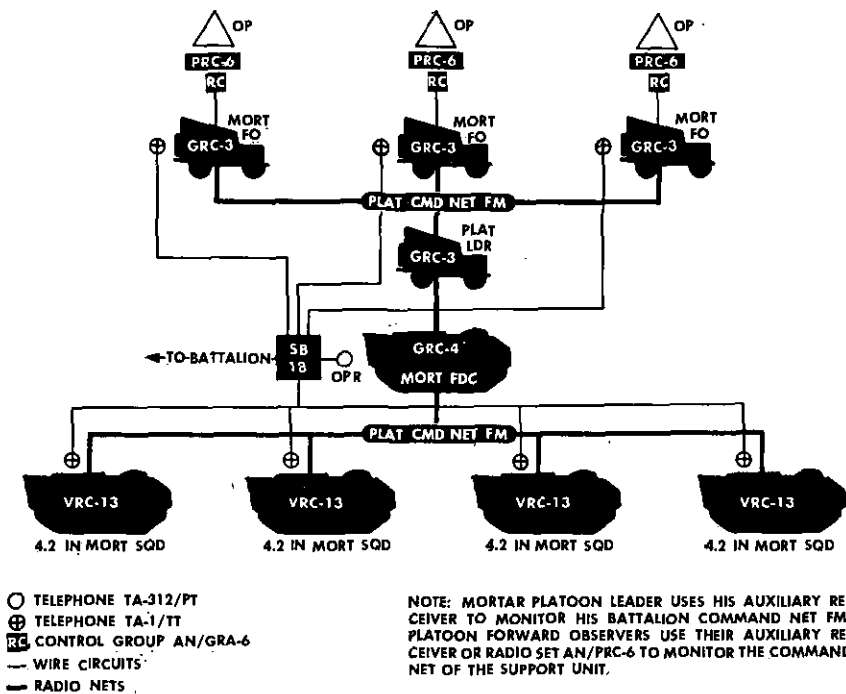 OP OP OP
PRC-6 PRC-6 PRC-6
RC RC RC
MORT FO MORT FO MORT FO
GRC-3 GRC-3 GRC-3
PLAT CMD NET FM
PLAT
LDR
GRC-3
←TO BATTALION SB
18
OPR
GRC-4
MORT FDC
PLAT CMD NET FM
VRC-13 VRC-13 VRC-13 VRC-13
4.2 IN MORT SQD 4.2 IN MORT SQD 4.2 IN MORT SQD 4.2 IN MORT SQD
TELEPHONE TA-312/PT
TELEPHONE TA-1/TT
RC CONTROL GROUP AN/GRA-6
WIRE CIRCUITS
RADIO NETS
NOTE: MORTAR PLATOON LEADER USES HIS AUXILIARY RE
CEIVER TO MONITOR HIS BATTALION COMMAND NET FM
PLATOON FORWARD OBSERVERS USE THEIR AUXILIARY RE
CEIVER OR RADIO SET AN/PRC-6 TO MONITOR THE COMMAND
NET OF THE SUPPORT UNIT.